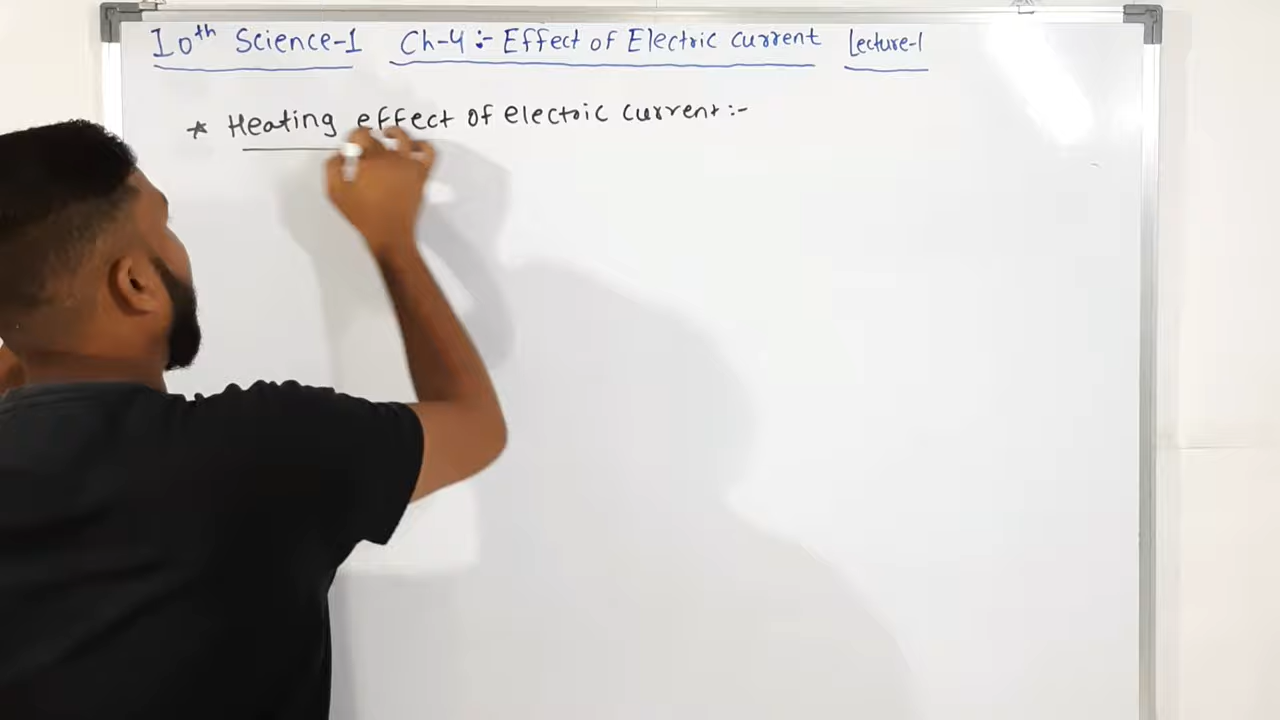 10th Science-1 Ch-4 :- Effect of Electric current Lecture-1
* Heating effect of electric current :-